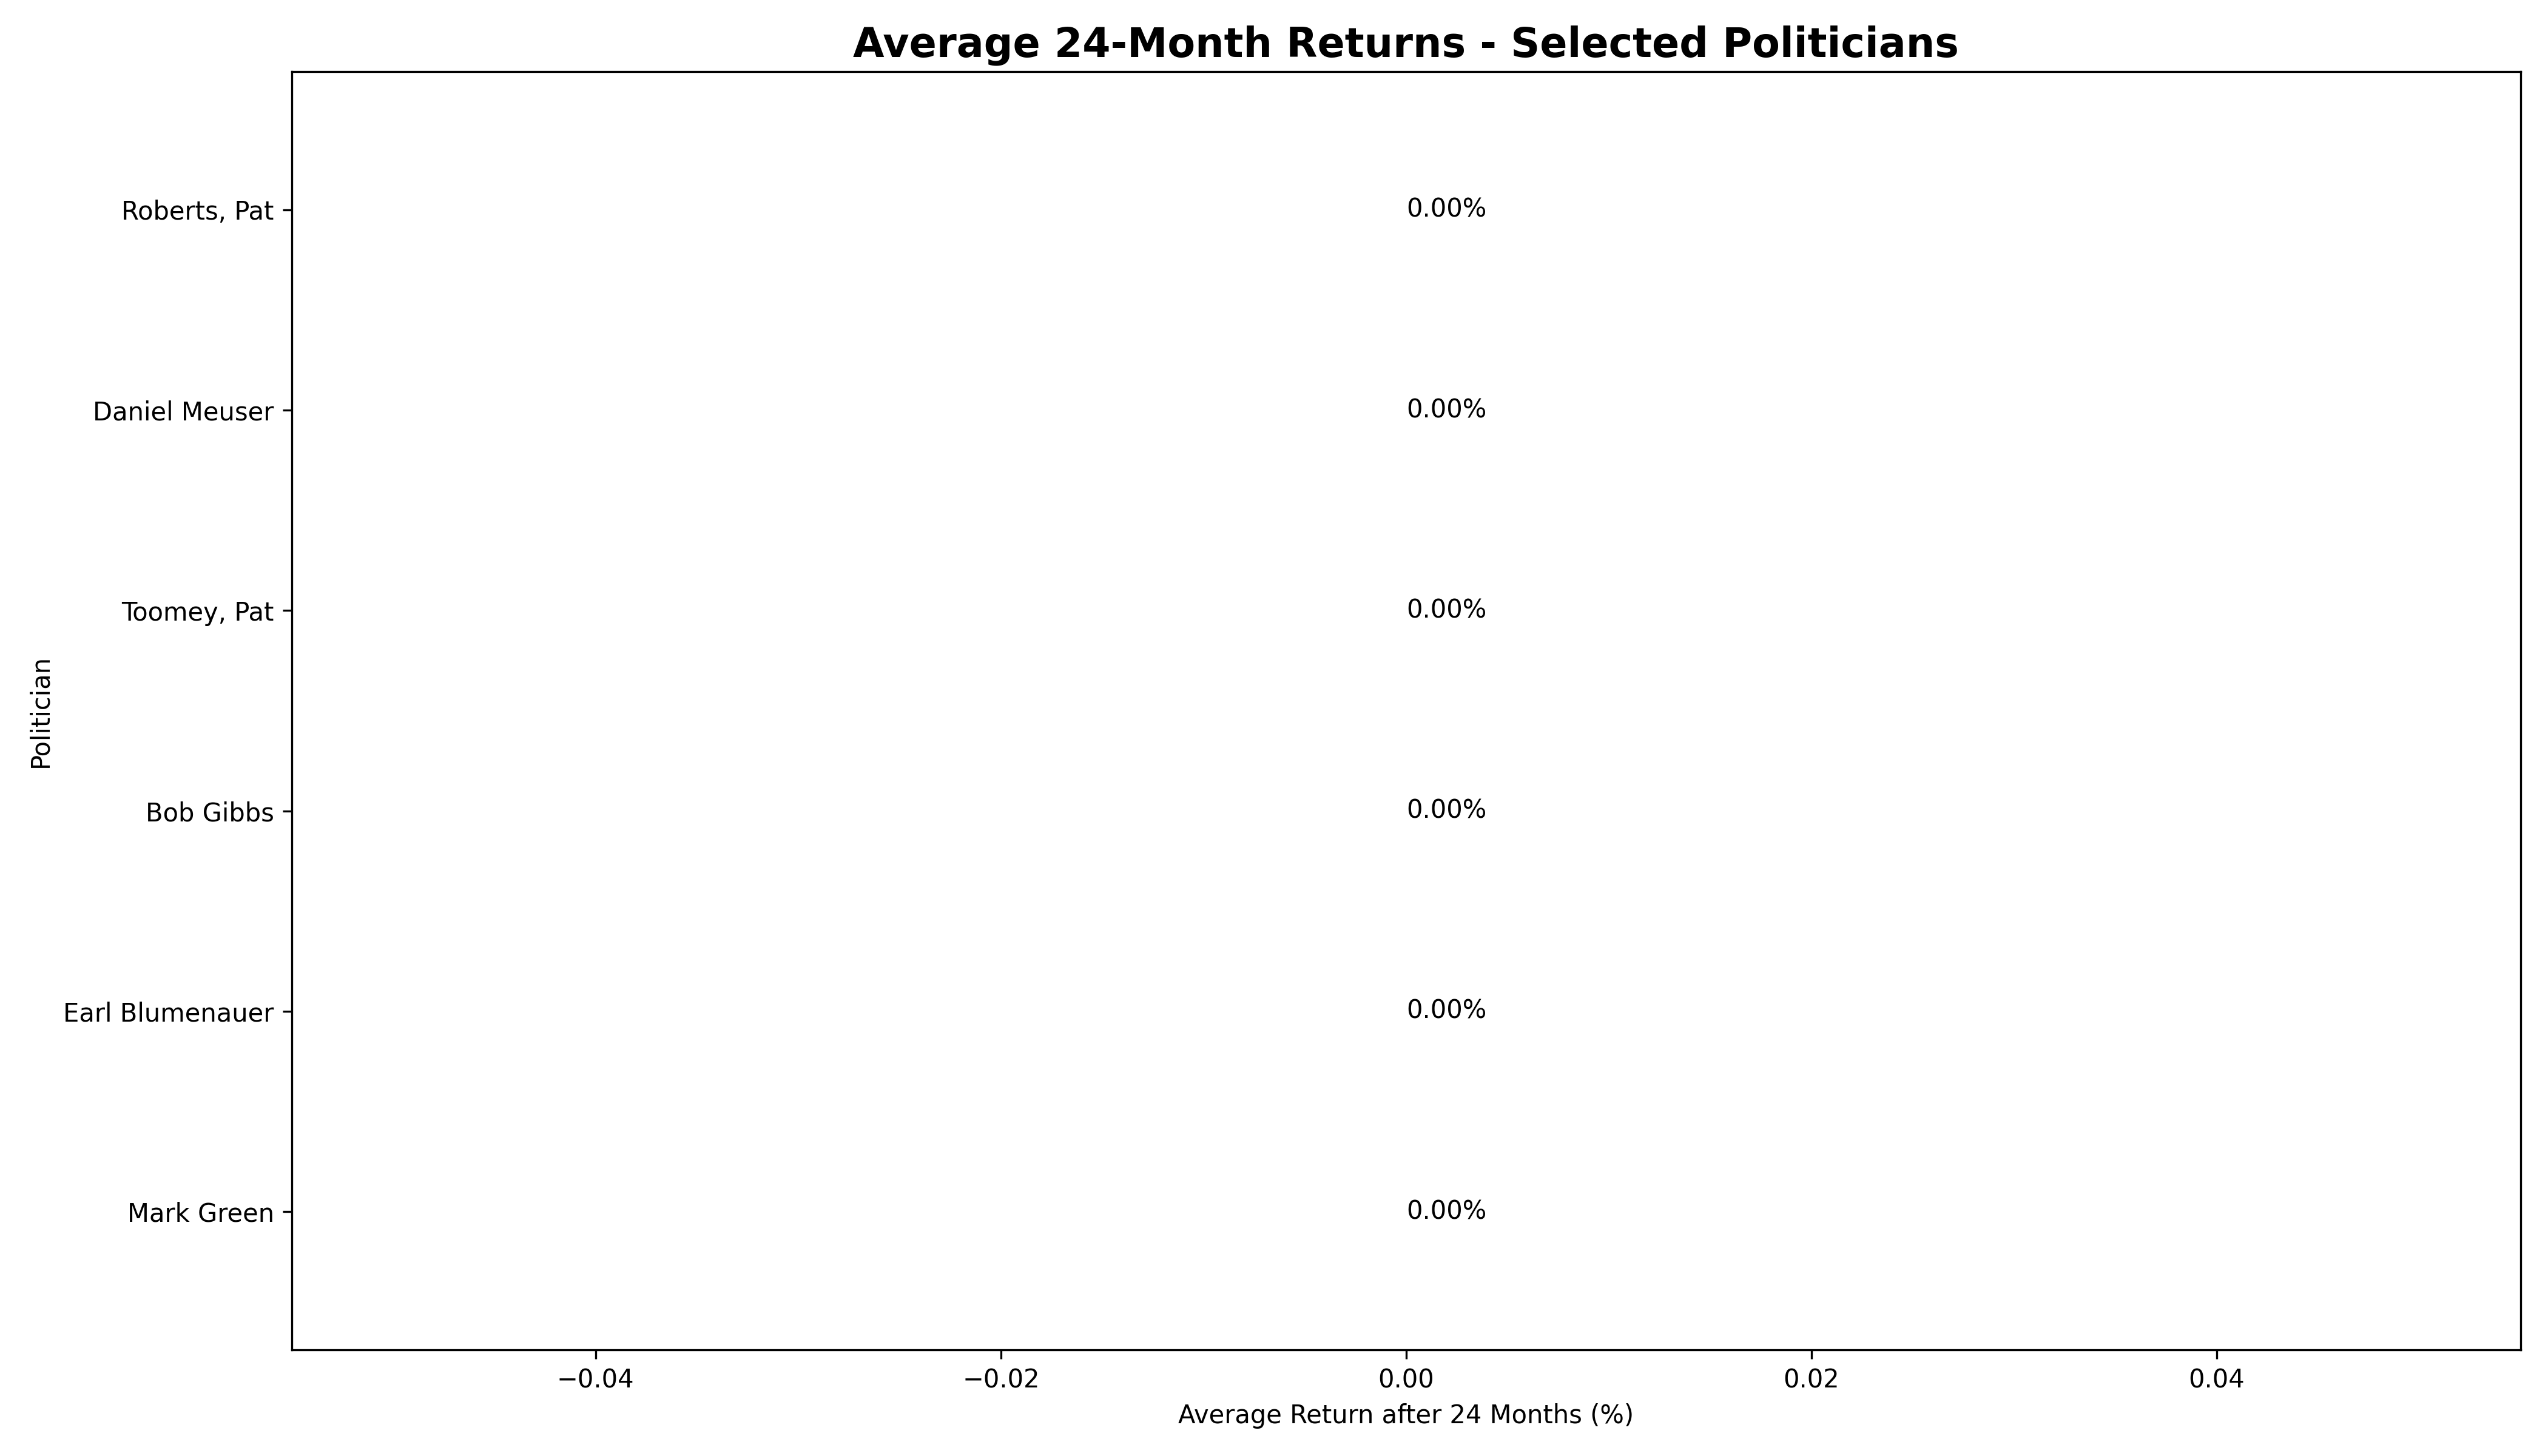 Average 24-Month Returns - Selected Politicians
Roberts, Pat
0.00%
Daniel Meuser
0.00%
Toomey, Pat
0.00%
Politician
Bob Gibbs
0.00%
Earl Blumenauer
0.00%
Mark Green
0.00%
−0.04
−0.02
0.00
0.02
0.04
Average Return after 24 Months (%)